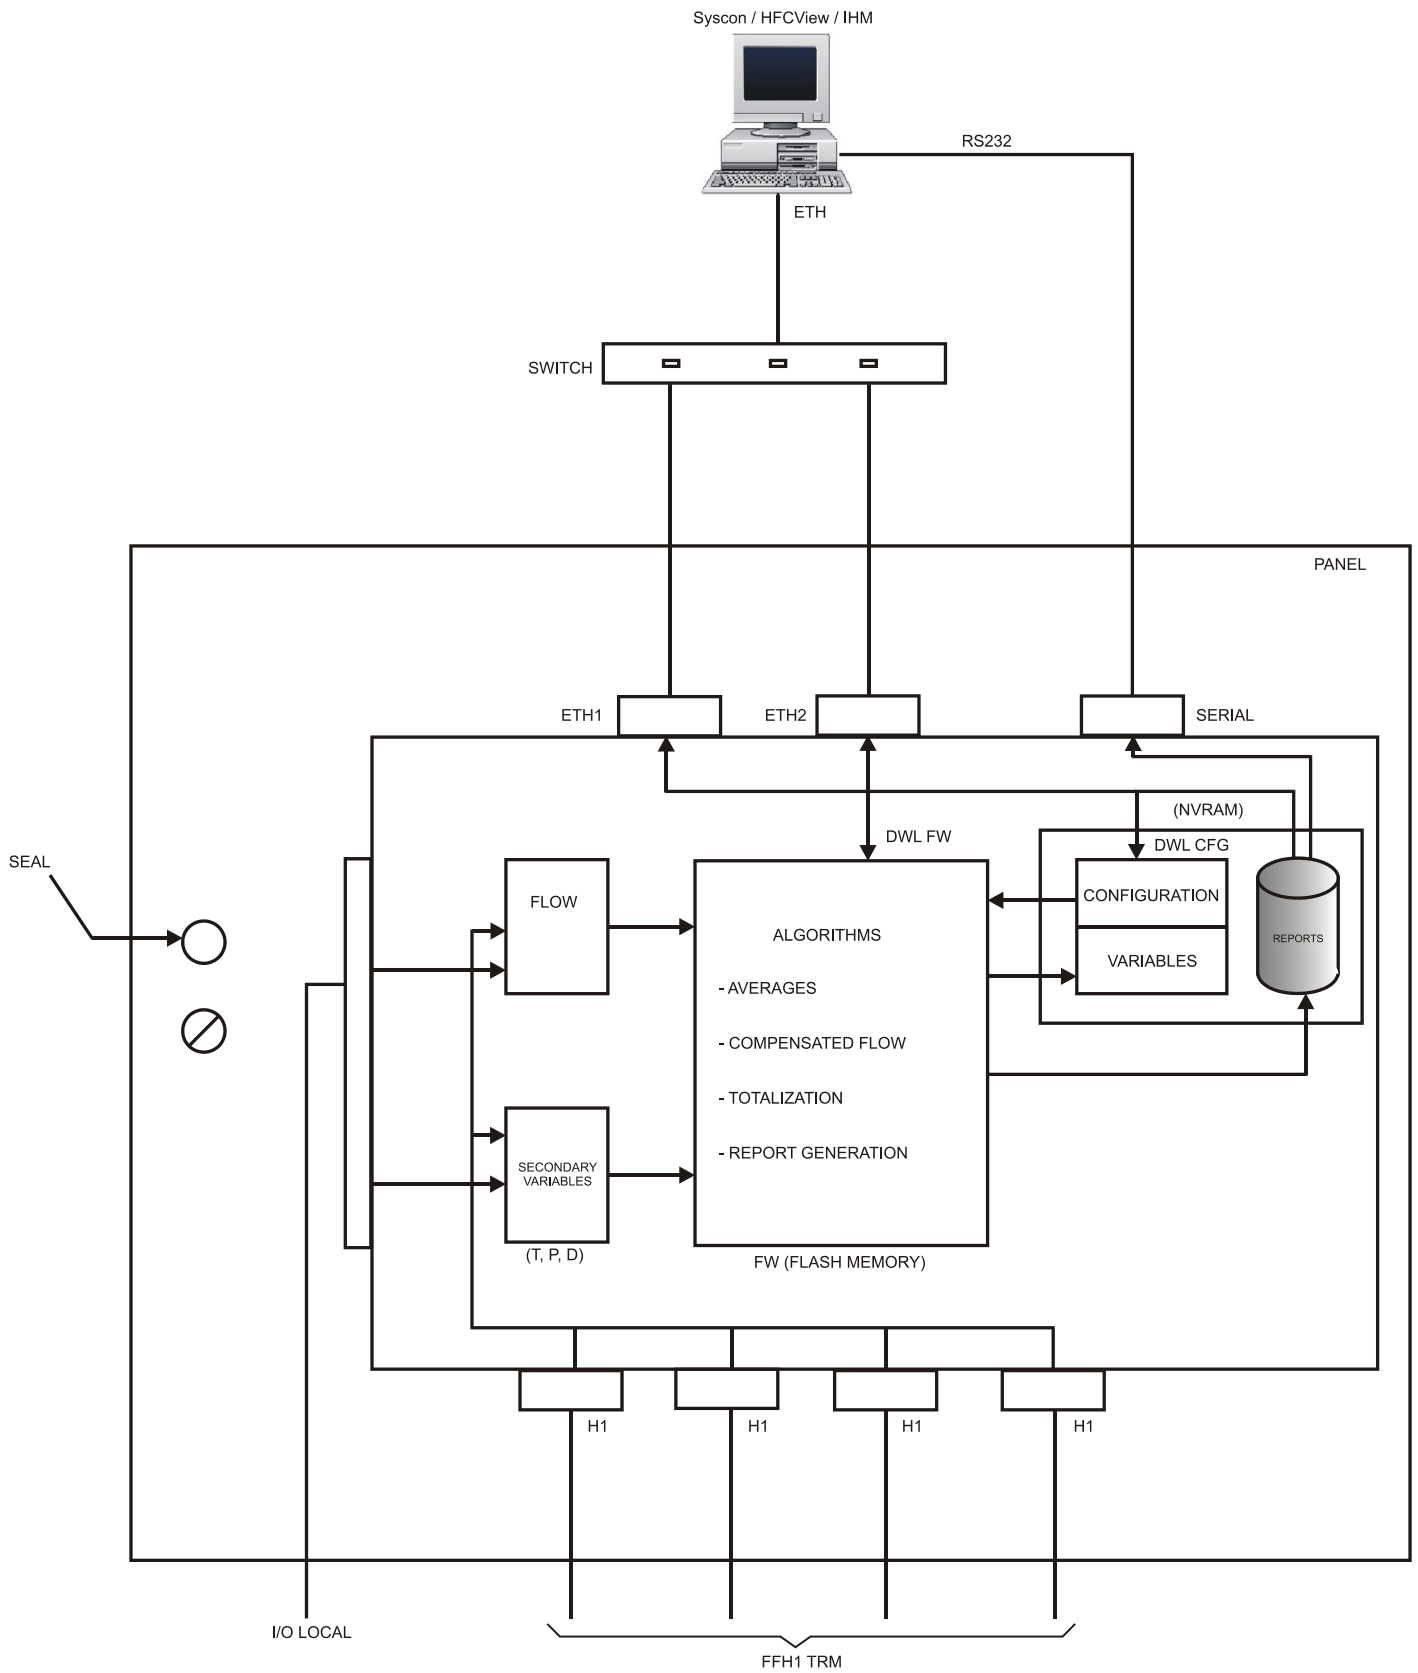 Syscon / HFCView / IHM
RS232
ETH
SWITCH
PANEL
ETH1
ETH2
SERIAL
(NVRAM)
DWL FW
DWL CFG
SEAL
FLOW
CONFIGURATION
ALGORITHMS
REPORTS
VARIABLES
- AVERAGES
- COMPENSATED FLOW
- TOTALIZATION
- REPORT GENERATION
SECONDARY
VARIABLES
(T, P, D)
FW (FLASH MEMORY)
H1
H1
H1
H1
I/O LOCAL
FFH1 TRM